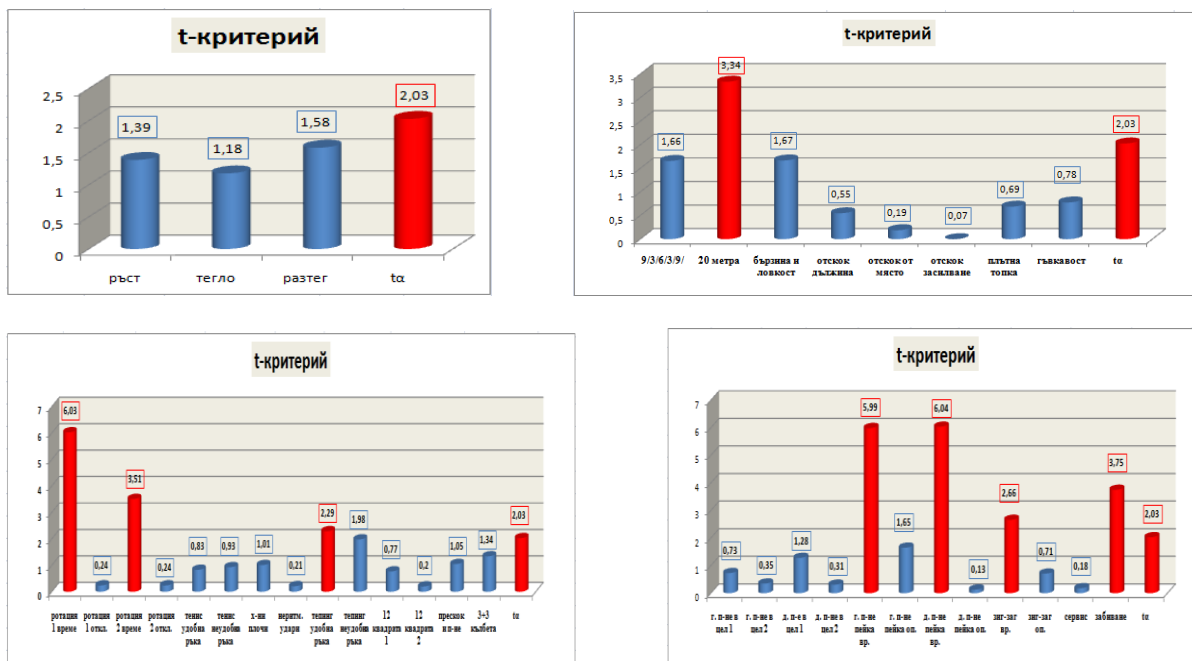 t-критерий
2,5
2
1,5
1
0,5
0
1,39
1,18
1,58
2,03
ръст
тегло
разтег
tα
t-критерий
3,5
3
2,5
2
1,5
1
0,5
0
1,66
3,34
1,67
0,55
0,19
0,07
0,69
0,78
2,03
9/3/6/3/9/
20 метра
бързина и ловкост
отскок дължина
отскок от място
отскок засилване
плътна топка
гъвкавост
tα
t-критерий
7
6
5
4
3
2
1
0
6,03
0,24
3,51
0,24
0,83
0,93
1,01
0,21
2,29
1,98
0,77
0,2
1,05
1,34
2,03
ротация 1 време
ротация 1 откл.
ротация 2 време
ротация 2 откл.
тенис удобна ръка
тенис неудобна ръка
х-ни плочи
неритм. удари
тепинг удобна ръка
тепинг неудобна ръка
12 квадрата 1
12 квадрата 2
прескок и п-не
3+3 кълбета
tα
t-критерий
7
6
5
4
3
2
1
0
0,73
0,35
1,28
0,31
5,99
1,65
6,04
0,13
2,66
0,71
0,18
3,75
2,03
г. п-не в цел 1
г. п-не в цел 2
д. п-е в цел 1
д. п-не в цел 2
г. п-не пейка вр.
г. п-не пейка оп.
д. п-не пейка вр.
д. п-не пейка оп.
зиг-заг вр.
зиг-заг оп.
сервис
забиване
tα